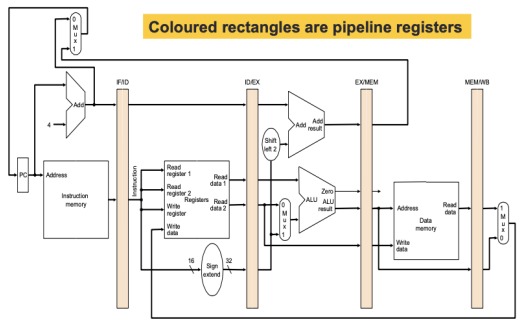 Coloured rectangles are pipeline registers
0
M
u
x
1
IF/ID
ID/EX
EX/MEM
MEM/WB
Add
4
Add
Add
result
Shift
left 2
PC
Address
Instruction
memory
Instruction
Read
register 1
Read
register 2
Registers
Write
register
Write
data
Read
data 1
Read
data 2
0
M
u
x
1
Zero
ALU
ALU
result
Address
Read
data
Data
memory
Write
data
1
M
u
x
0
16
Sign
extend
32